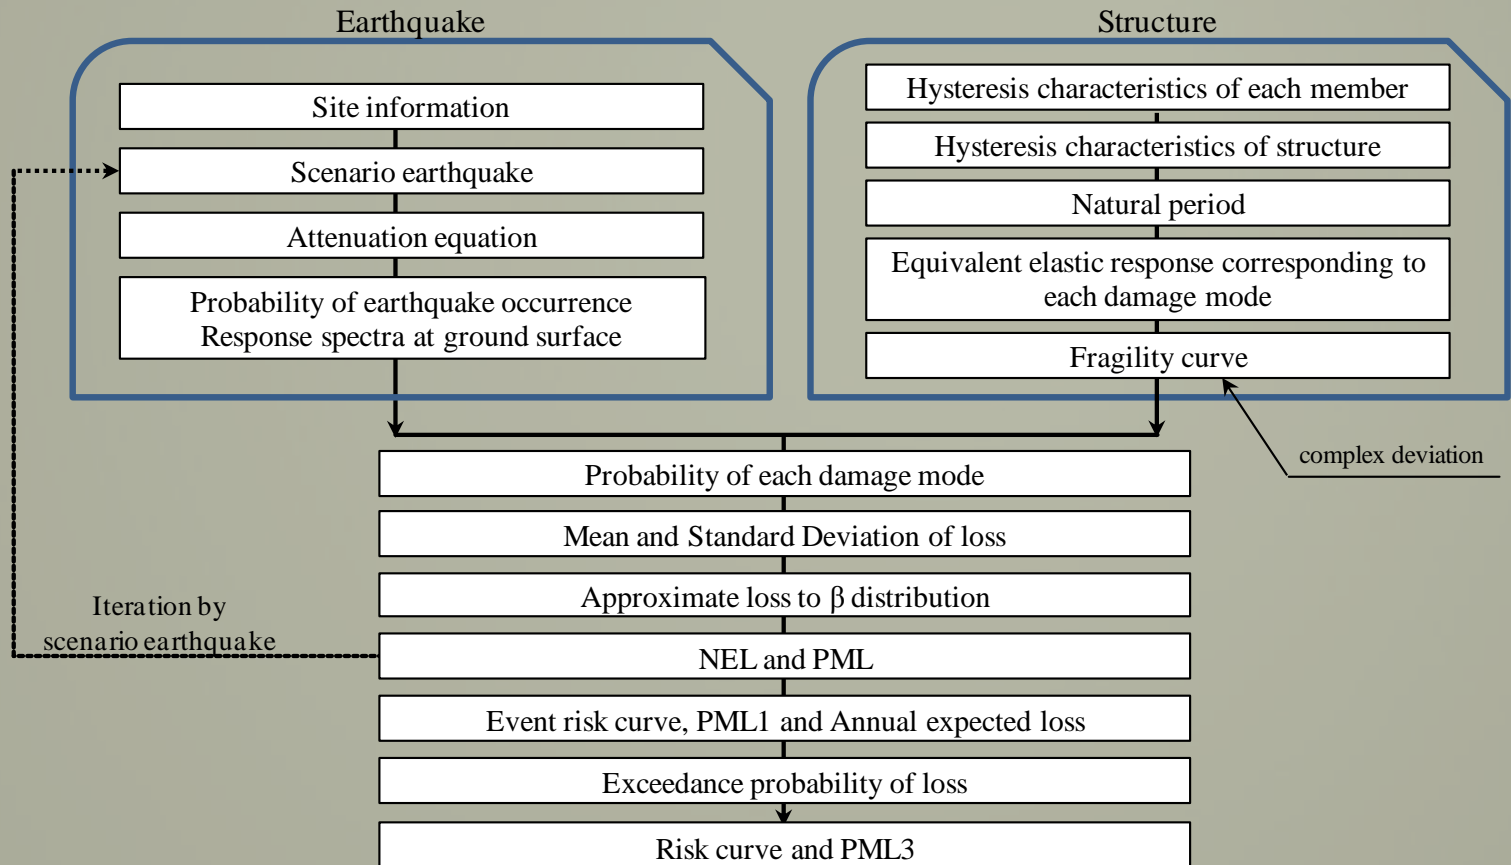 Earthquake
Site information
Scenario earthquake
Attenuation equation
Probability of earthquake occurrence
Response spectra at ground surface
Structure
Hysteresis characteristics of each member
Hysteresis characteristics of structure
Natural period
Equivalent elastic response corresponding to
each damage mode
Fragility curve
complex deviation
Probability of each damage mode
Mean and Standard Deviation of loss
Approximate loss to β distribution
Iteration by
scenario earthquake
NEL and PML
Event risk curve, PML1 and Annual expected loss
Exceedance probability of loss
Risk curve and PML3